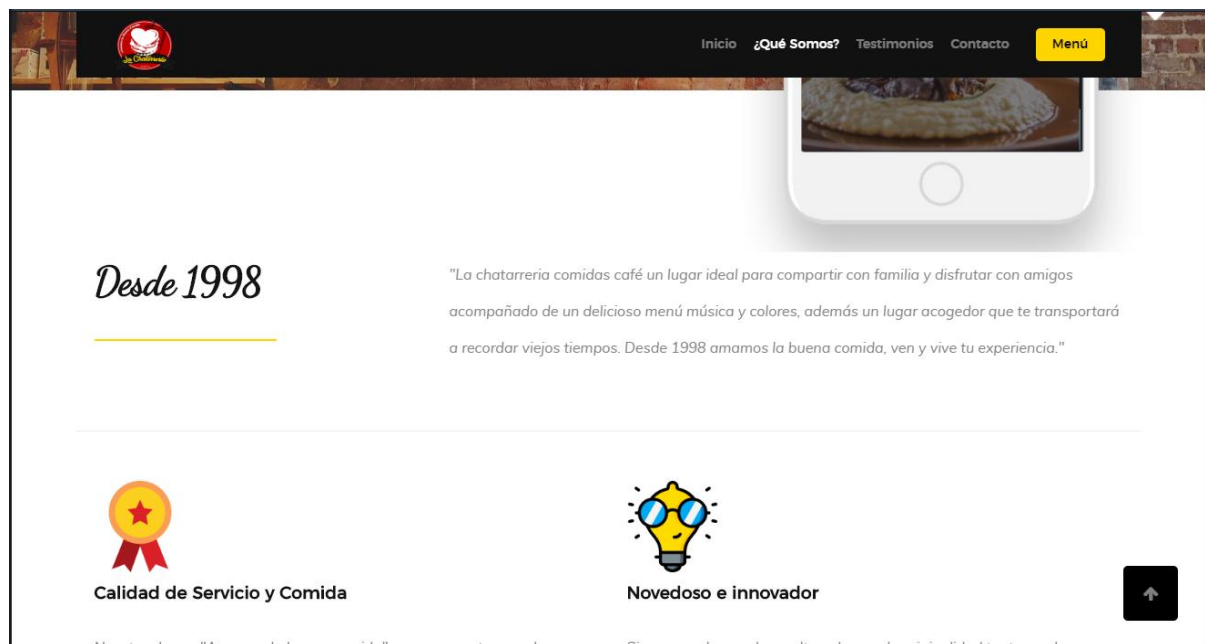 La Chatarreria
Inicio ¿Qué Somos? Testimonios Contacto Menú
Desde 1998
"La chatarreria comidas café un lugar ideal para compartir con familia y disfrutar con amigos
acompañado de un delicioso menú música y colores, además un lugar acogedor que te transportará
a recordar viejos tiempos. Desde 1998 amamos la buena comida, ven y vive tu experiencia."
Calidad de Servicio y Comida
Novedoso e innovador